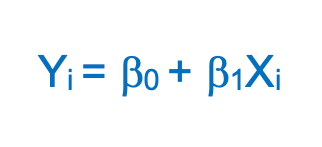 Yi = β0 + β1Xi